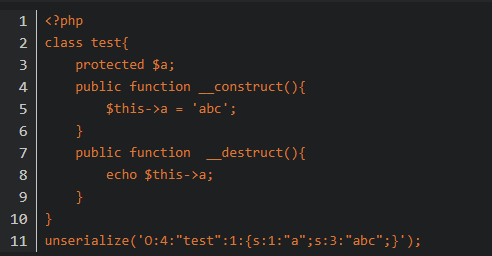 1 <?php
2 class test{
3     protected $a;
4     public function __construct(){
5         $this->a = 'abc';
6     }
7     public function  __destruct(){
8         echo $this->a;
9     }
10 }
11 unserialize('O:4:"test":1:{s:1:"a";s:3:"abc";}');